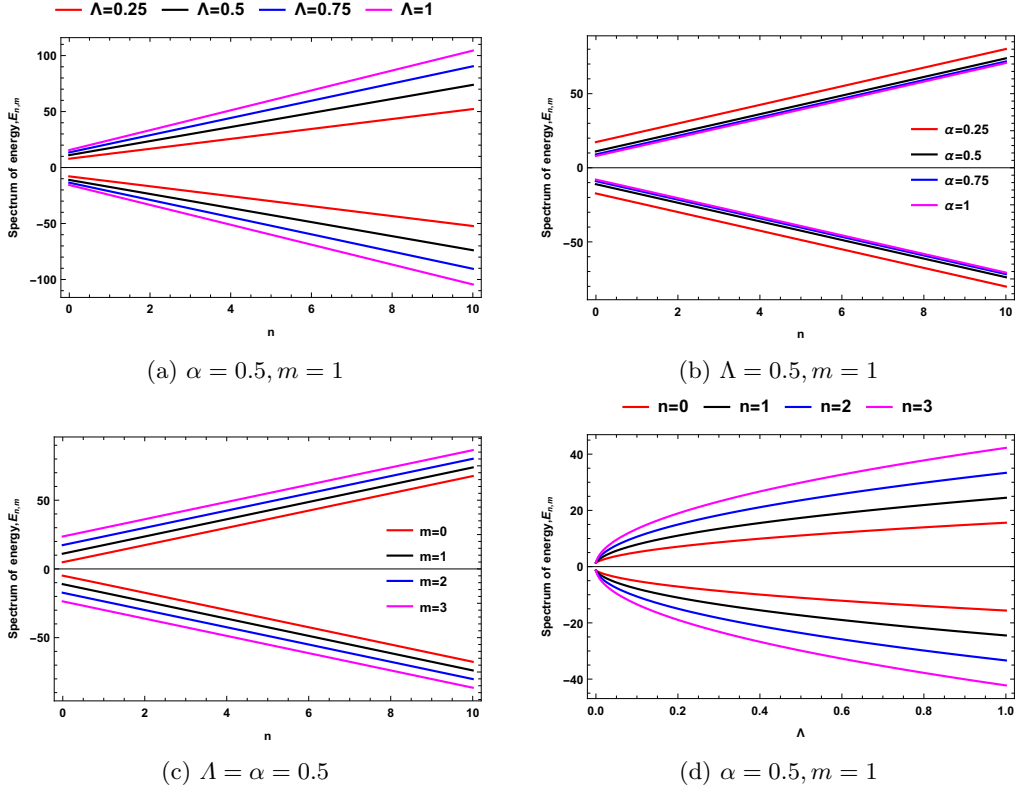 Λ=0.25 Λ=0.5 Λ=0.75 Λ=1
Spectrum of energy, E_{n,m}
100
50
0
−50
−100
0 2 4 6 8 10
n
(a) α = 0.5, m = 1
Spectrum of energy, E_{n,m}
50
0
−50
α=0.25
α=0.5
α=0.75
α=1
0 2 4 6 8 10
n
(b) Λ = 0.5, m = 1
Spectrum of energy, E_{n,m}
50
0
−50
m=0
m=1
m=2
m=3
0 2 4 6 8 10
n
(c) Λ = α = 0.5
n=0 n=1 n=2 n=3
Spectrum of energy, E_{n,m}
40
20
0
−20
−40
0.0 0.2 0.4 0.6 0.8 1.0
Λ
(d) α = 0.5, m = 1